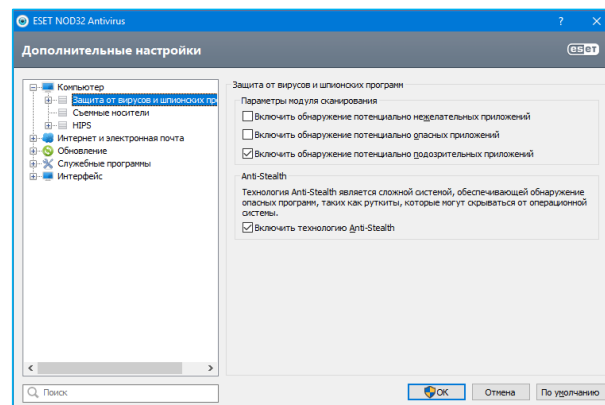 ESET NOD32 Antivirus
Дополнительные настройки
eset
Компьютер
Защита от вирусов и шпионских пр
Съемные носители
HIPS
Интернет и электронная почта
Обновление
Служебные программы
Интерфейс
Поиск
Защита от вирусов и шпионских программ
Параметры модуля сканирования
Включить обнаружение потенциально нежелательных приложений
Включить обнаружение потенциально опасных приложений
Включить обнаружение потенциально подозрительных приложений
Anti-Stealth
Технология Anti-Stealth является сложной системой, обеспечивающей обнаружение
опасных программ, таких как руткиты, которые могут скрываться от операционной
системы.
Включить технологию Anti-Stealth
OK
Отмена
По умолчанию